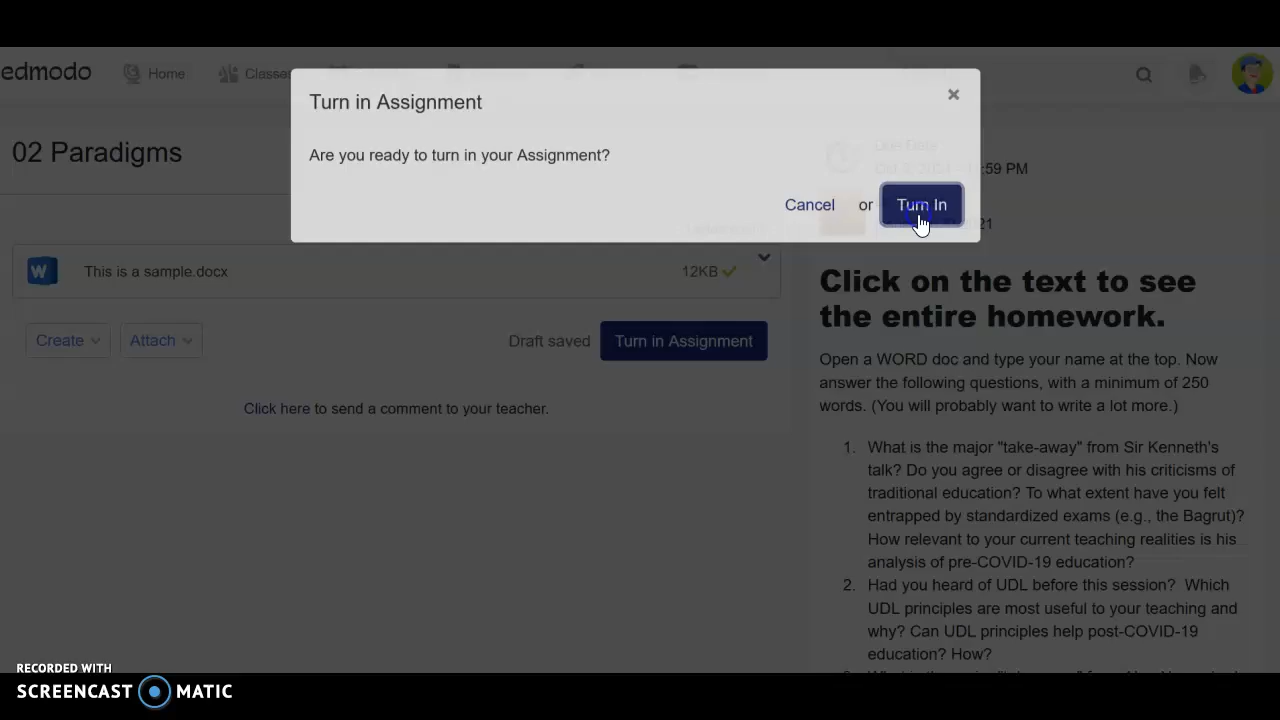 edmodo
Home
Classe
Turn in Assignment
×
Are you ready to turn in your Assignment?
Cancel or Turn In
02 Paradigms
Due Date
:59 PM
This is a sample.docx 12KB
Create Attach Draft saved Turn in Assignment
Click here to send a comment to your teacher.
Click on the text to see
the entire homework.
Open a WORD doc and type your name at the top. Now
answer the following questions, with a minimum of 250
words. (You will probably want to write a lot more.)
1. What is the major "take-away" from Sir Kenneth's
talk? Do you agree or disagree with his criticisms of
traditional education? To what extent have you felt
entrapped by standardized exams (e.g., the Bagrut)?
How relevant to your current teaching realities is his
analysis of pre-COVID-19 education?
2. Had you heard of UDL before this session? Which
UDL principles are most useful to your teaching and
why? Can UDL principles help post-COVID-19
education? How?
RECORDED WITH
SCREENCAST MATIC